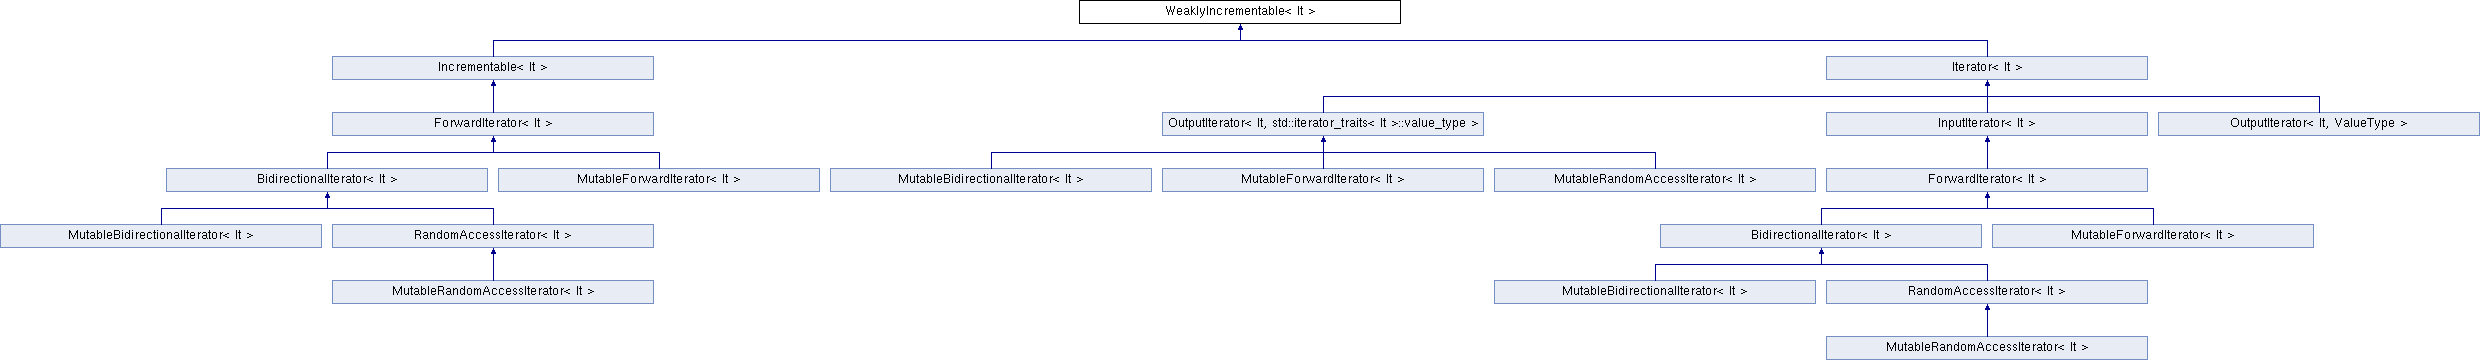 WeaklyIncrementable< It >
Incrementable< It >
Iterator< It >
ForwardIterator< It >
OutputIterator< It, std::iterator_traits< It >::value_type >
InputIterator< It >
OutputIterator< It, ValueType >
BidirectionalIterator< It >
MutableForwardIterator< It >
MutableBidirectionalIterator< It >
MutableForwardIterator< It >
MutableRandomAccessIterator< It >
ForwardIterator< It >
MutableBidirectionalIterator< It >
RandomAccessIterator< It >
BidirectionalIterator< It >
MutableForwardIterator< It >
MutableRandomAccessIterator< It >
MutableBidirectionalIterator< It >
RandomAccessIterator< It >
MutableRandomAccessIterator< It >